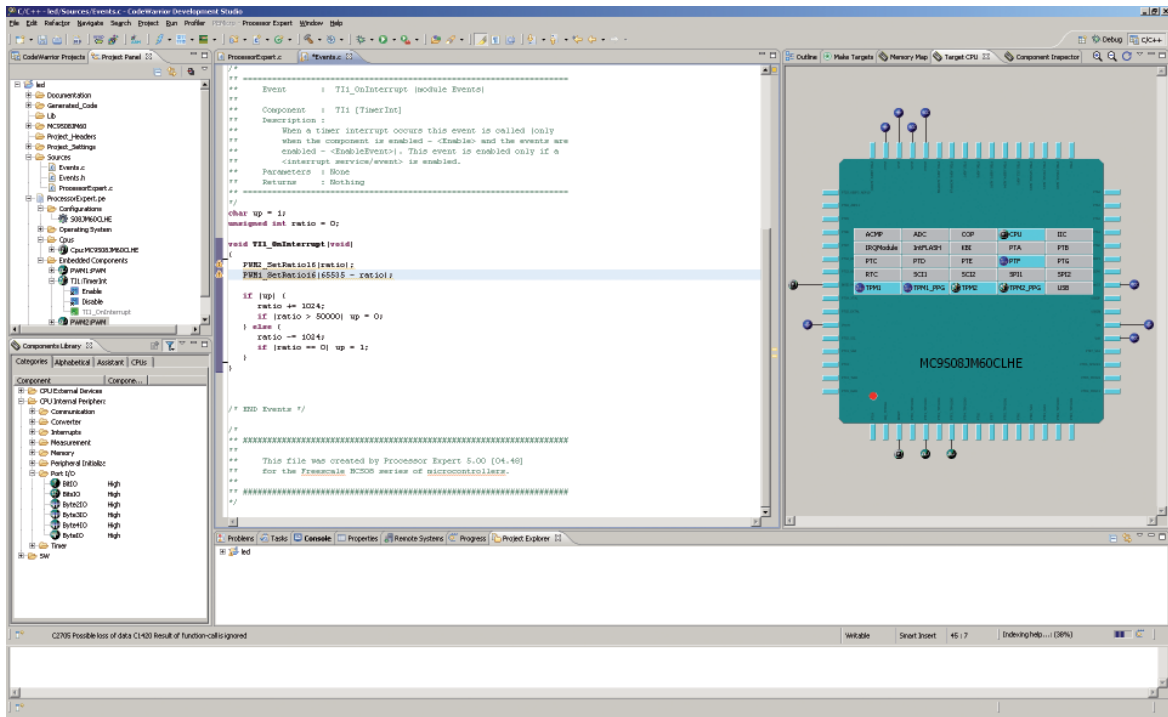 C/C++ - led/Sources/Events.c - CodeWarrior Development Studio
File Edit Refactor Navigate Search Project Run Profiler PEMicro Processor Expert Window Help
Debug C/C++
CodeWarrior Projects Project Panel
led
Documentation
Generated_Code
Lib
MC9S08JM60
Project_Headers
Project_Settings
Sources
Events.c
Events.h
ProcessorExpert.c
ProcessorExpert.pe
Configurations
S08JM60CLHE
Operating System
Cpus
Cpu:MC9S08JM60CLHE
Embedded Components
PWM1:PWM
TI1:TimerInt
Enable
Disable
TI1_OnInterrupt
PWM2:PWM
Components Library
Categories Alphabetical Assistant CPUs
Component Compone...
CPU External Devices
CPU Internal Peripherc
Communication
Converter
Interrupts
Measurement
Memory
Peripheral Initializc
Port I/O
BitIO High
BitsIO High
Byte2IO High
Byte3IO High
Byte4IO High
ByteIO High
Timer
SW
ProcessorExpert.c *Events.c
/*
** ===================================================================
** Event : TI1_OnInterrupt (module Events)
**
** Component : TI1 [TimerInt]
** Description :
** When a timer interrupt occurs this event is called (only
** when the component is enabled - <Enable> and the events are
** enabled - <EnableEvent>). This event is enabled only if a
** <interrupt service/event> is enabled.
** Parameters : None
** Returns : Nothing
** ===================================================================
*/
char up = 1;
unsigned int ratio = 0;
void TI1_OnInterrupt(void)
{
PWM2_SetRatio16(ratio);
PWM1_SetRatio16(65535 - ratio);
if (up) {
ratio += 1024;
if (ratio > 50000) up = 0;
} else {
ratio -= 1024;
if (ratio == 0) up = 1;
}
}
/* END Events */
/*
** ###################################################################
**
** This file was created by Processor Expert 5.00 [04.48]
** for the Freescale HCS08 series of microcontrollers.
**
** ###################################################################
*/
Outline Make Targets Memory Map Target CPU Component Inspector
ACMP ADC COP CPU IIC
IRQModule IntFLASH KBI PTA PTB
PTC PTD PTE PTF PTG
RTC SCI1 SCI2 SPI1 SPI2
TPM1 TPM1_PPG TPM2 TPM2_PPG USB
MC9S08JM60CLHE
Problems Tasks Console Properties Remote Systems Progress Project Explorer
led
C2705 Possible loss of data C1420 Result of function-call is ignored
Writable Smart Insert 45 : 7 Indexing help...: (38%)